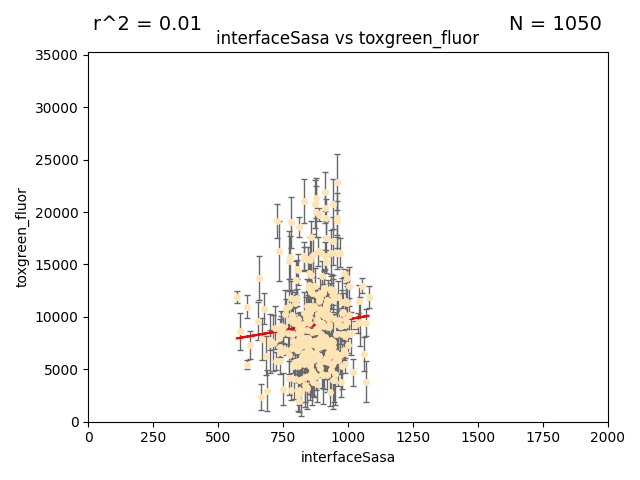 r^2 = 0.01
N = 1050
interfaceSasa vs toxgreen_fluor
35000
30000
25000
20000
15000
10000
5000
0
toxgreen_fluor
0 250 500 750 1000 1250 1500 1750 2000
interfaceSasa